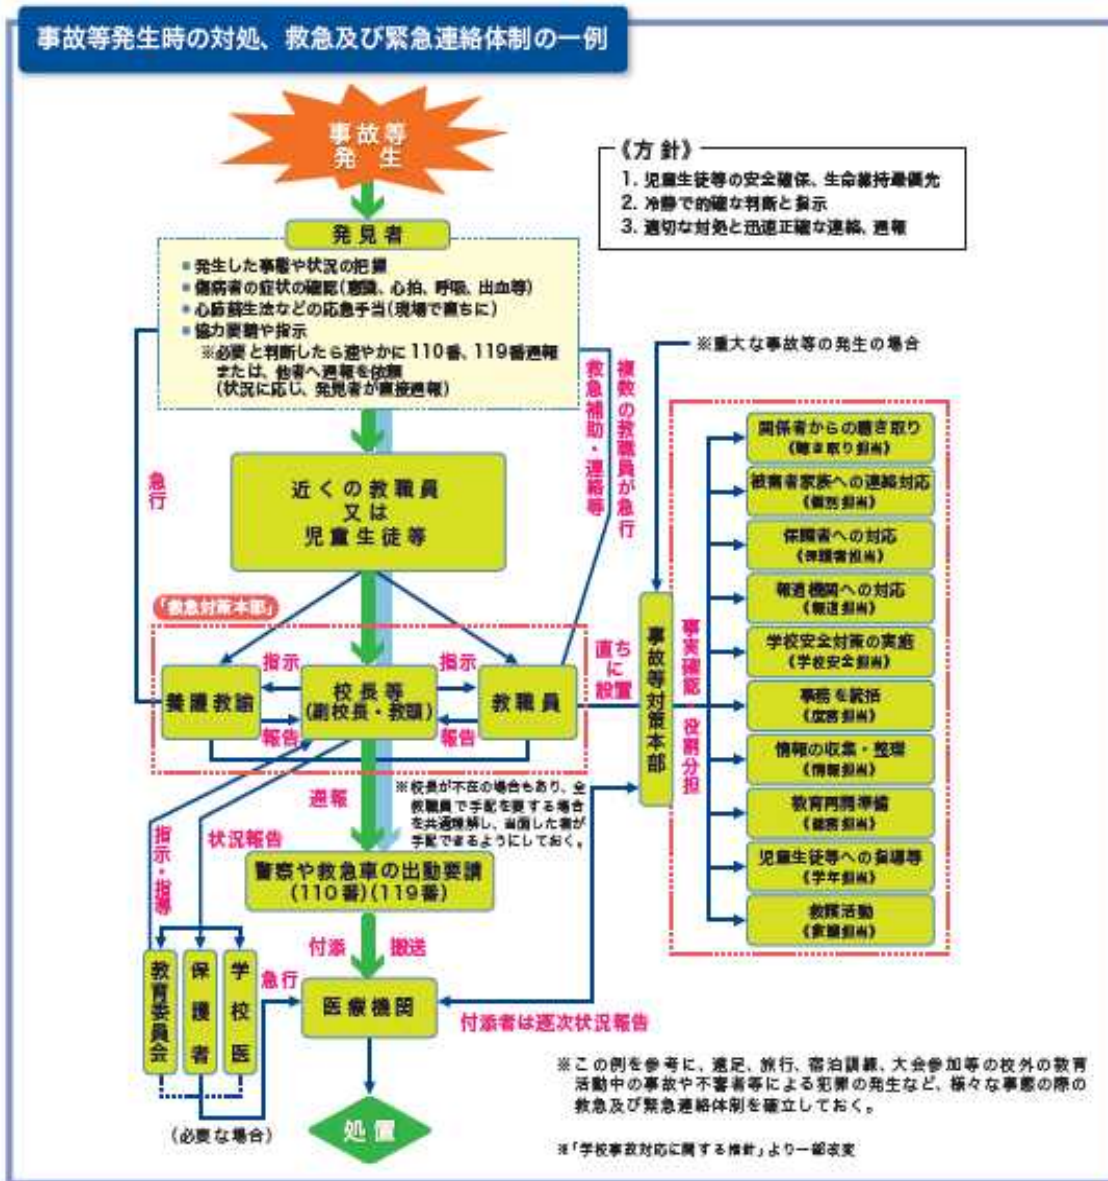 事故等発生時の対処、救急及び緊急連絡体制の一例
事故等
発生
《方針》
1. 児童生徒等の安全確保、生命維持最優先
2. 冷静で的確な判断と指示
3. 適切な対処と迅速正確な連絡、通報
発見者
発生した事態や状況の把握
傷病者の症状の確認(意識、心拍、呼吸、出血等)
心肺蘇生法などの応急手当(現場で直ちに)
協力要請や指示
※必要と判断したら速やかに110番、119番通報
または、他者へ通報を依頼
(状況に応じ、発見者が直接通報)
急行
複数の教職員が急行
救急補助・連絡等
※重大な事故等の発生の場合
近くの教職員
又は
児童生徒等
「救急対策本部」
養護教諭
指示
報告
校長等
(副校長・教頭)
指示
報告
教職員
直ちに
設置
事故等対策本部
事実確認・役割分担
関係者からの聴き取り
(聴き取り担当)
被害者家族への連絡対応
(個別担当)
保護者への対応
(保護者担当)
報道機関への対応
(報道担当)
学校安全対策の実施
(学校安全担当)
事務を統括
(庶務担当)
情報の収集・整理
(情報担当)
教育再開準備
(総務担当)
児童生徒等への指導等
(学年担当)
救護活動
(救護担当)
通報
※校長が不在の場合もあり、全
教職員で手配を要する場合
を共通理解し、当面した者が
手配できるようにしておく。
指示・指導
状況報告
警察や救急車の出動要請
(110番)(119番)
付添
搬送
教育委員会
保護者
学校医
急行
医療機関
付添者は逐次状況報告
(必要な場合)
処置
※この例を参考に、遠足、旅行、宿泊訓練、大会参加等の校外の教育
活動中の事故や不審者等による犯罪の発生など、様々な事態の際の
救急及び緊急連絡体制を確立しておく。
※「学校事故対応に関する指針」より一部改変